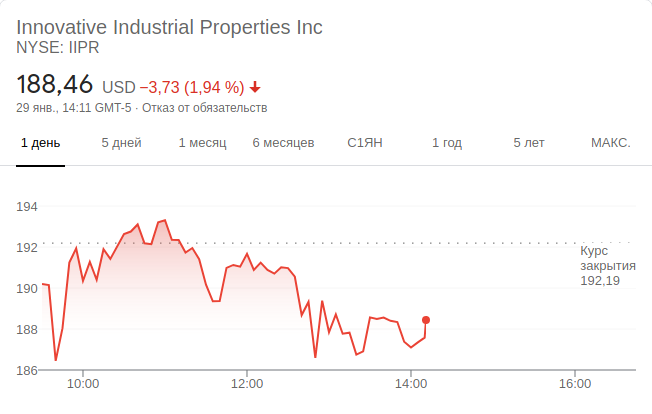 Innovative Industrial Properties Inc
NYSE: IIPR
188,46 USD −3,73 (1,94 %)
29 янв., 14:11 GMT-5 · Отказ от обязательств
1 день 5 дней 1 месяц 6 месяцев С1ЯН 1 год 5 лет МАКС.
194
192
190
188
186
Курс
закрытия
192,19
10:00 12:00 14:00 16:00